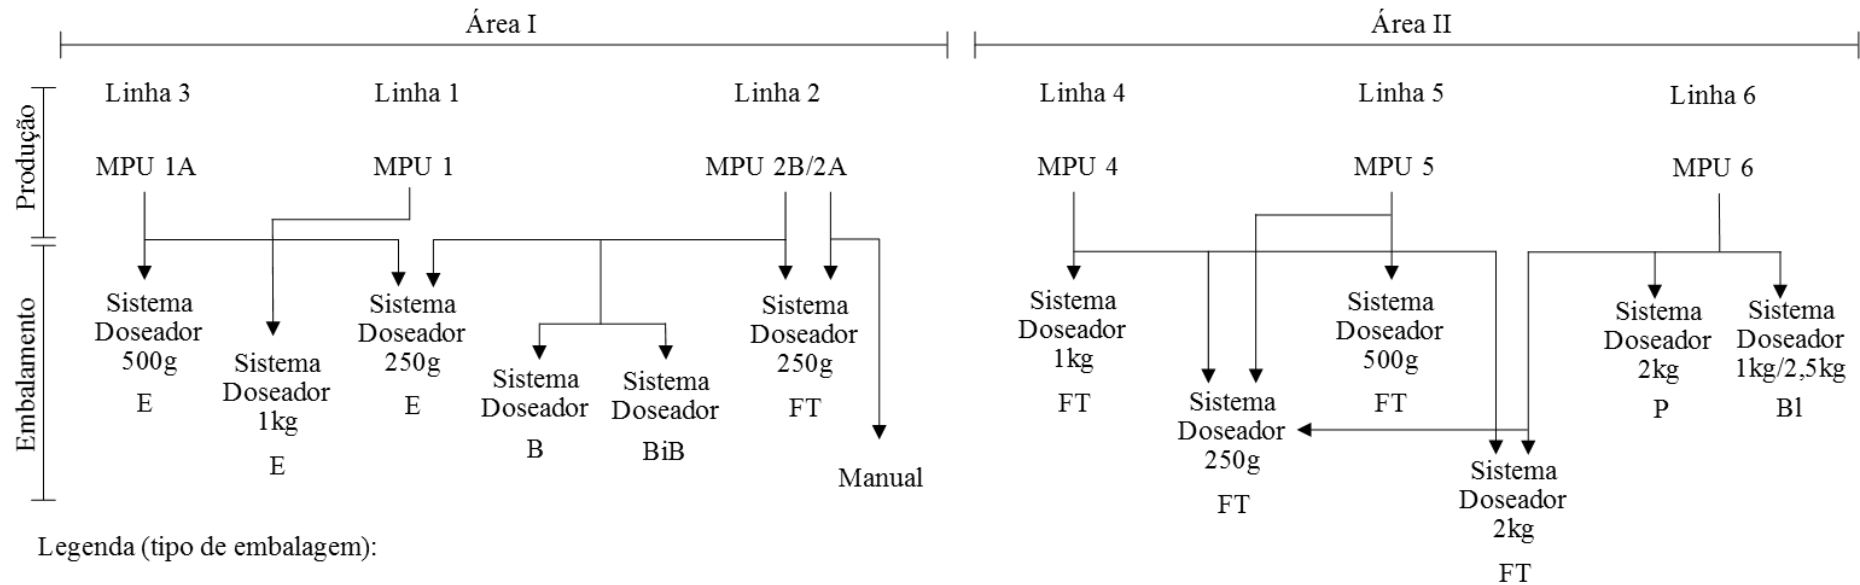 Área I
Área II
Produção
Linha 3
Linha 1
Linha 2
Linha 4
Linha 5
Linha 6
MPU 1A
MPU 1
MPU 2B/2A
MPU 4
MPU 5
MPU 6
Embalamento
Sistema
Doseador
500g
E
Sistema
Doseador
1kg
E
Sistema
Doseador
250g
E
Sistema
Doseador
B
Sistema
Doseador
BiB
Sistema
Doseador
250g
FT
Manual
Sistema
Doseador
1kg
FT
Sistema
Doseador
250g
FT
Sistema
Doseador
500g
FT
Sistema
Doseador
2kg
FT
Sistema
Doseador
2kg
P
Sistema
Doseador
1kg/2,5kg
Bl
Legenda (tipo de embalagem):